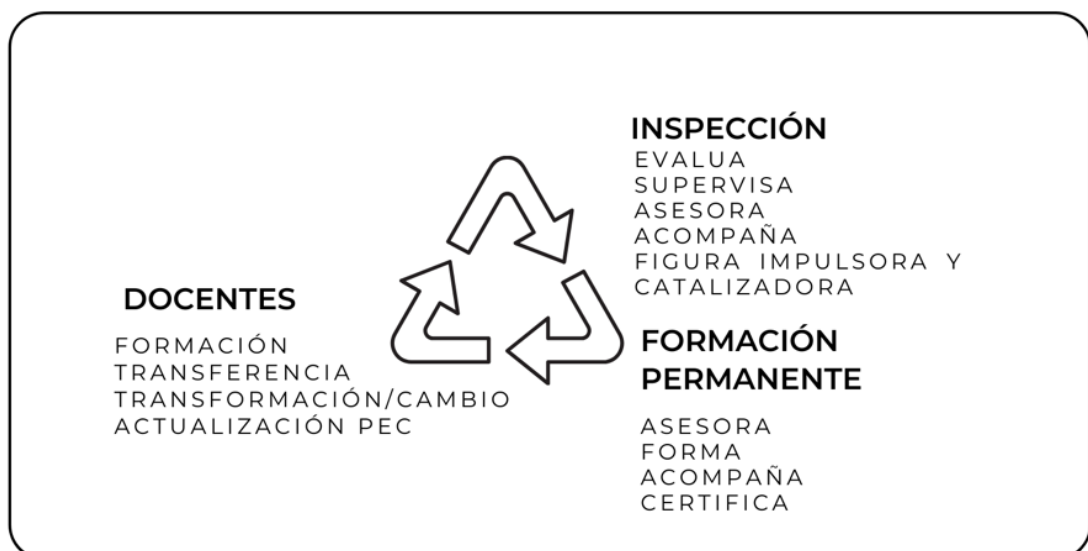 INSPECCIÓN
EVALUA
SUPERVISA
ASESORA
ACOMPAÑA
FIGURA IMPULSORA Y
CATALIZADORA
DOCENTES
FORMACIÓN
TRANSFERENCIA
TRANSFORMACIÓN/CAMBIO
ACTUALIZACIÓN PEC
FORMACIÓN
PERMANENTE
ASESORA
FORMA
ACOMPAÑA
CERTIFICA